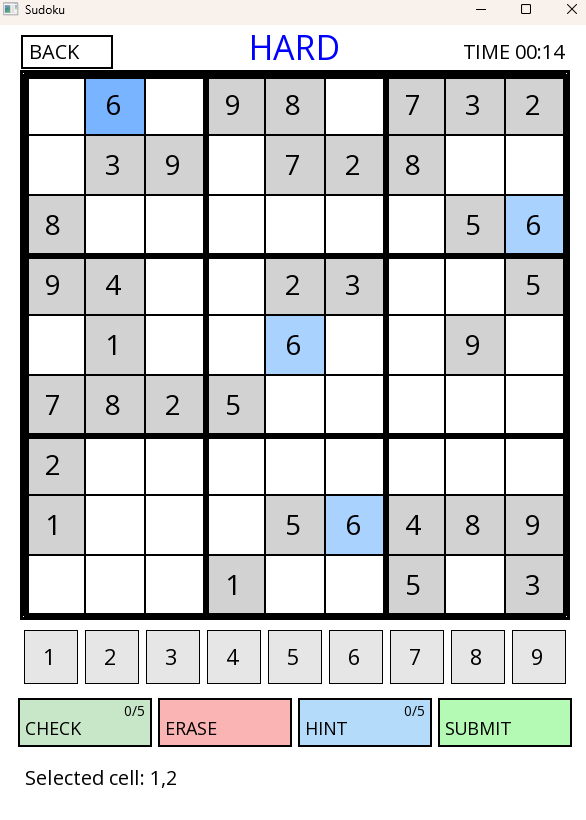 Sudoku
BACK HARD TIME 00:14
6 9 8 7 3 2
3 9 7 2 8
8 5 6
9 4 2 3 5
1 6 9
7 8 2 5
2
1 5 6 4 8 9
1 5 3
1 2 3 4 5 6 7 8 9
0/5 0/5
CHECK ERASE HINT SUBMIT
Selected cell: 1,2